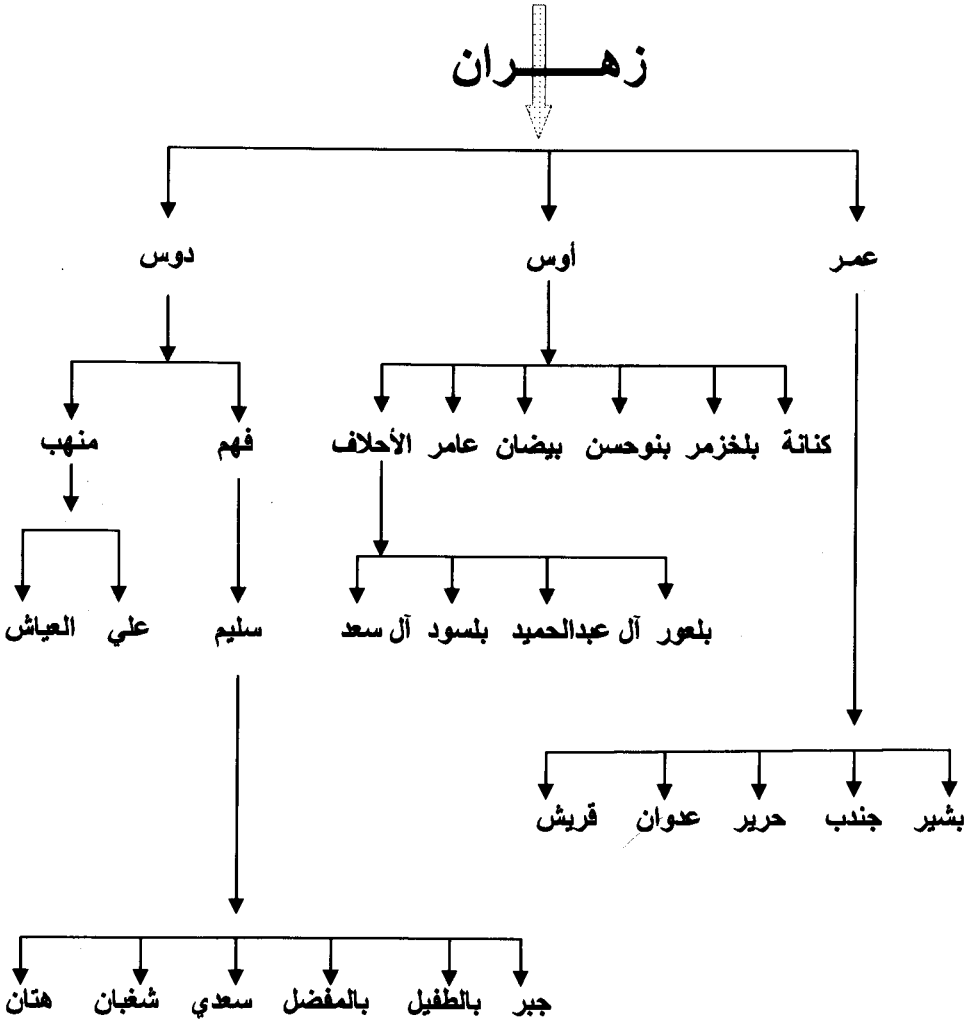 زهـــران
عمـر أوس دوس
كنانة بلخزمر بنوحسن بيضان عامر الأحلاف فهم منهب
بلعور آل عبدالحميد بلسود آل سعد سليم علي العياش
بشير جندب حرير عدوان قريش
جبر بالطفيل بالمفضل سعدي شغبان هتان